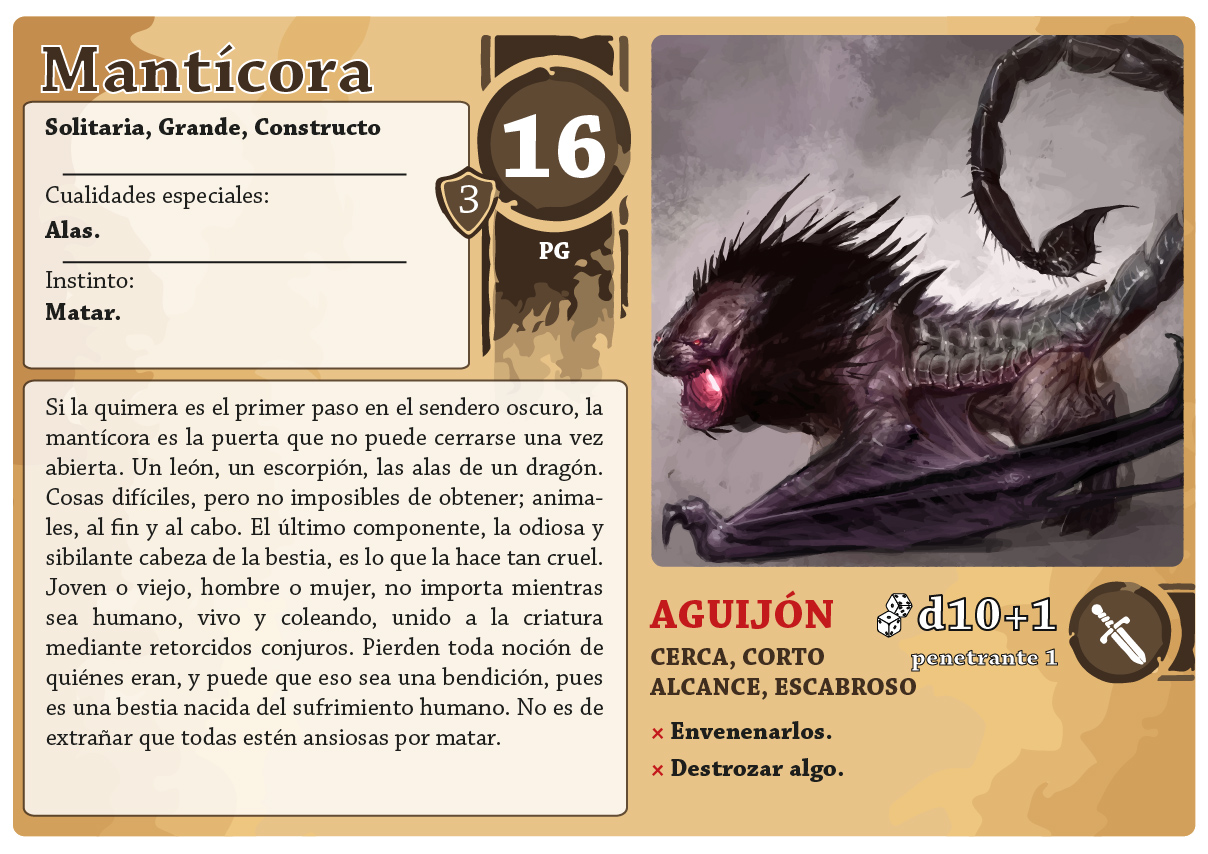 Mantícora
Solitaria, Grande, Constructo
Cualidades especiales:
Alas.
Instinto:
Matar.
3
16
PG
Si la quimera es el primer paso en el sendero oscuro, la
mantícora es la puerta que no puede cerrarse una vez
abierta. Un león, un escorpión, las alas de un dragón.
Cosas difíciles, pero no imposibles de obtener; anima-
les, al fin y al cabo. El último componente, la odiosa y
sibilante cabeza de la bestia, es lo que la hace tan cruel.
Joven o viejo, hombre o mujer, no importa mientras
sea humano, vivo y coleando, unido a la criatura
mediante retorcidos conjuros. Pierden toda noción de
quiénes eran, y puede que eso sea una bendición, pues
es una bestia nacida del sufrimiento humano. No es de
extrañar que todas estén ansiosas por matar.
AGUIJÓN
d10+1
penetrante 1
CERCA, CORTO
ALCANCE, ESCABROSO
× Envenenarlos.
× Destrozar algo.